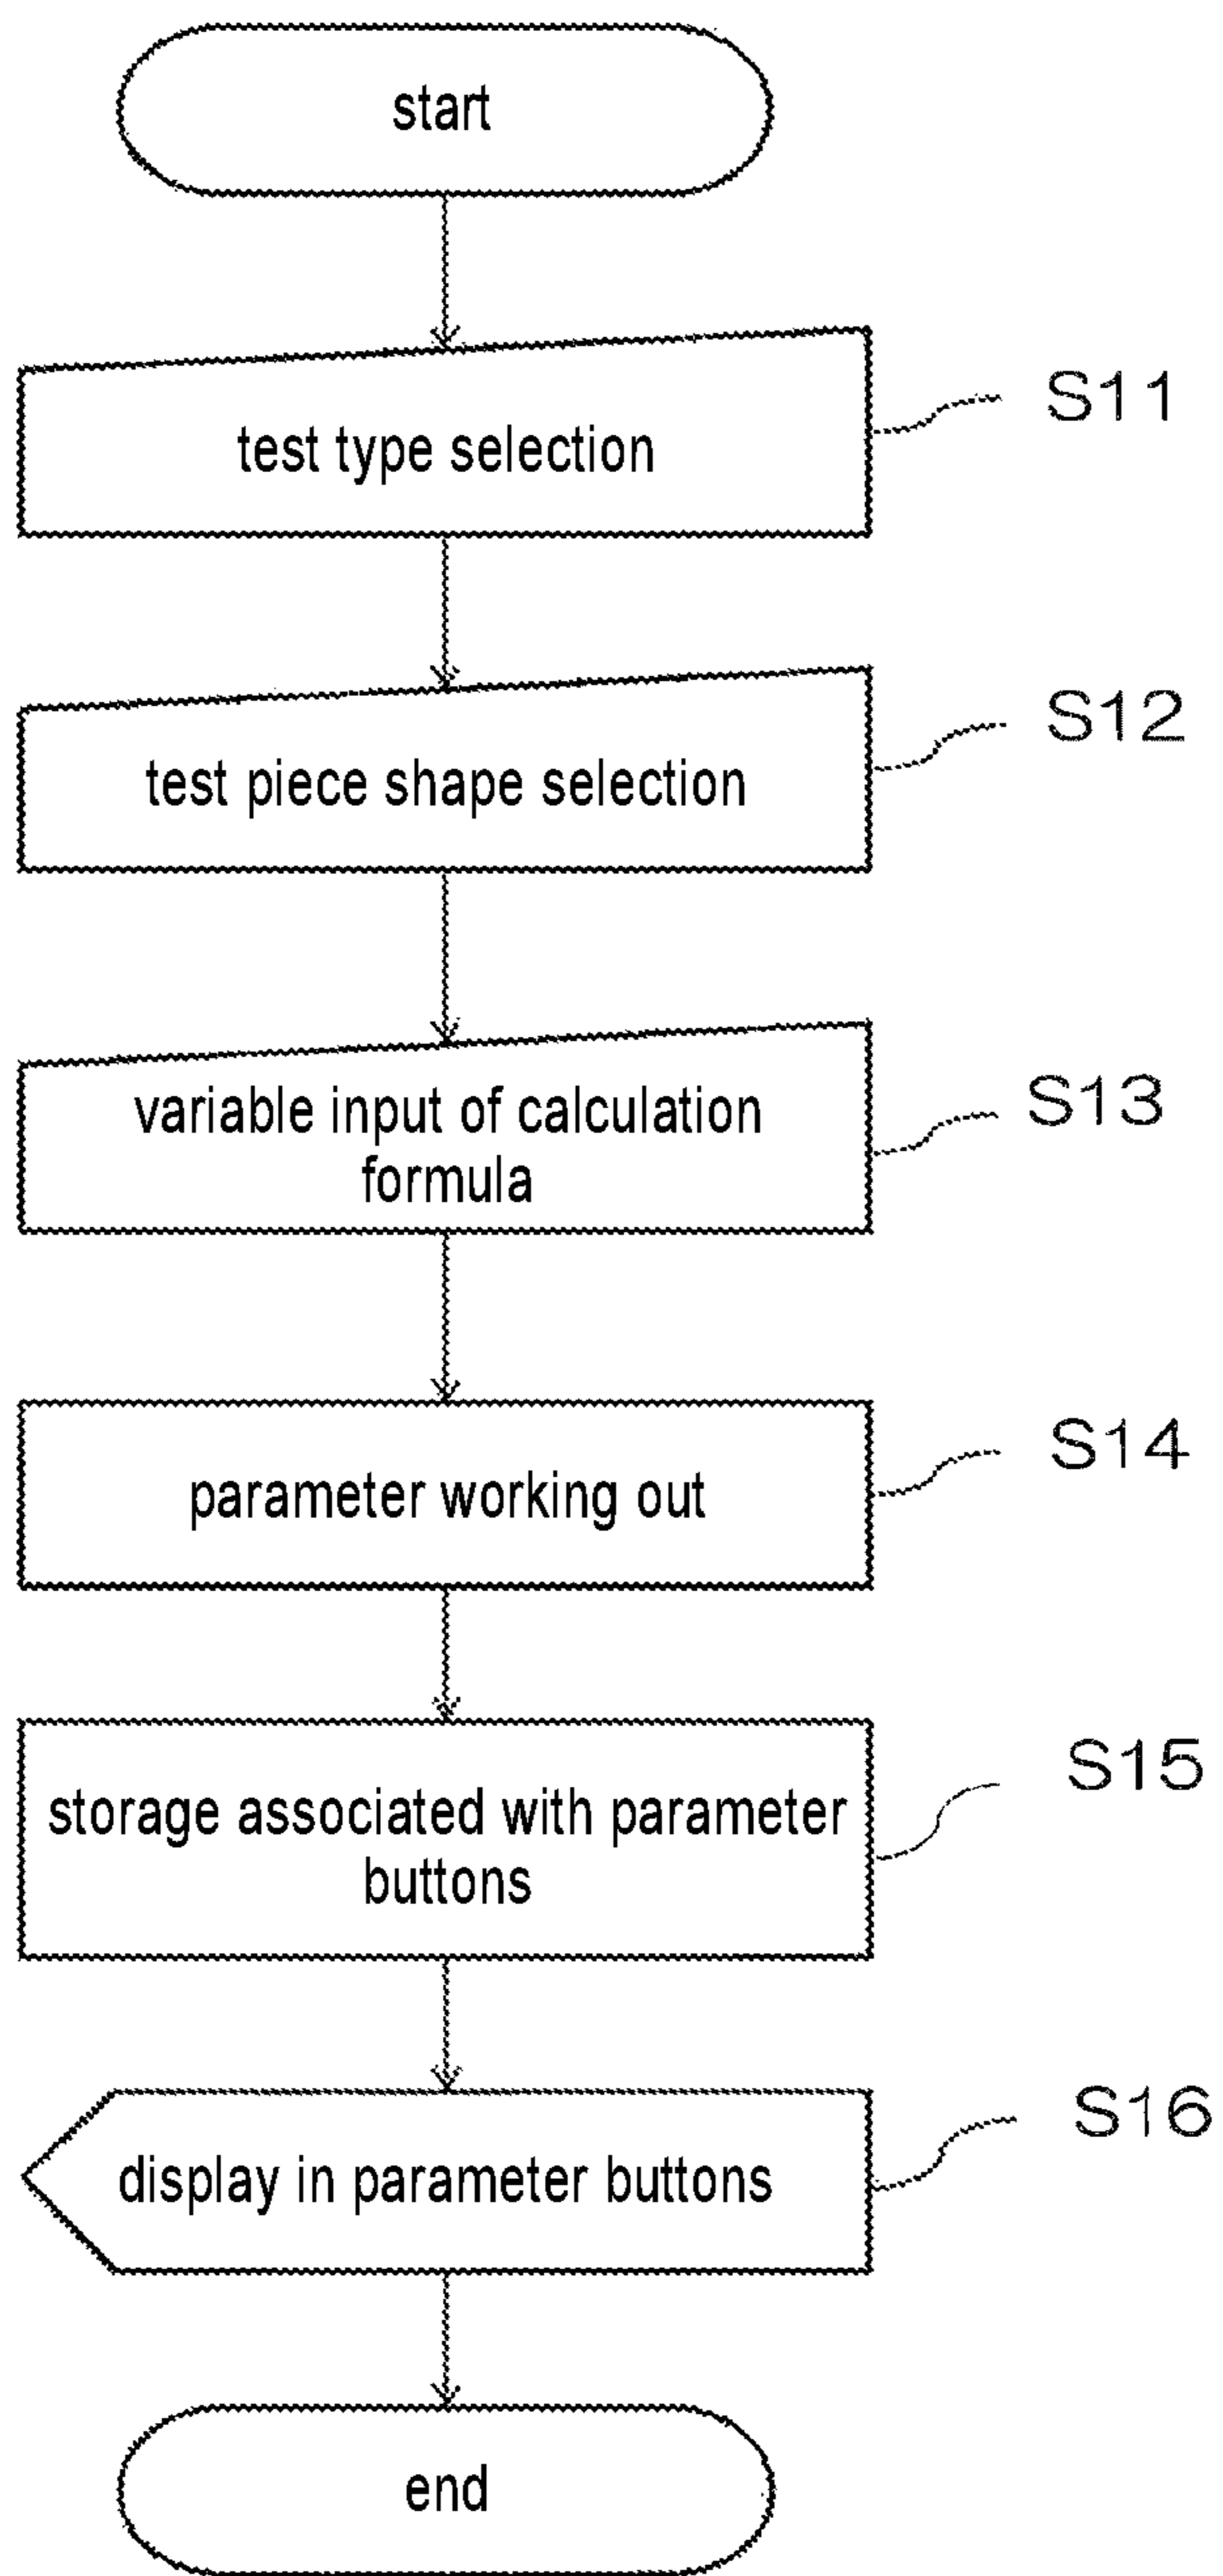 start
test type selection
S11
test piece shape selection
S12
variable input of calculation
formula
S13
parameter working out
S14
storage associated with parameter
buttons
S15
display in parameter buttons
S16
end